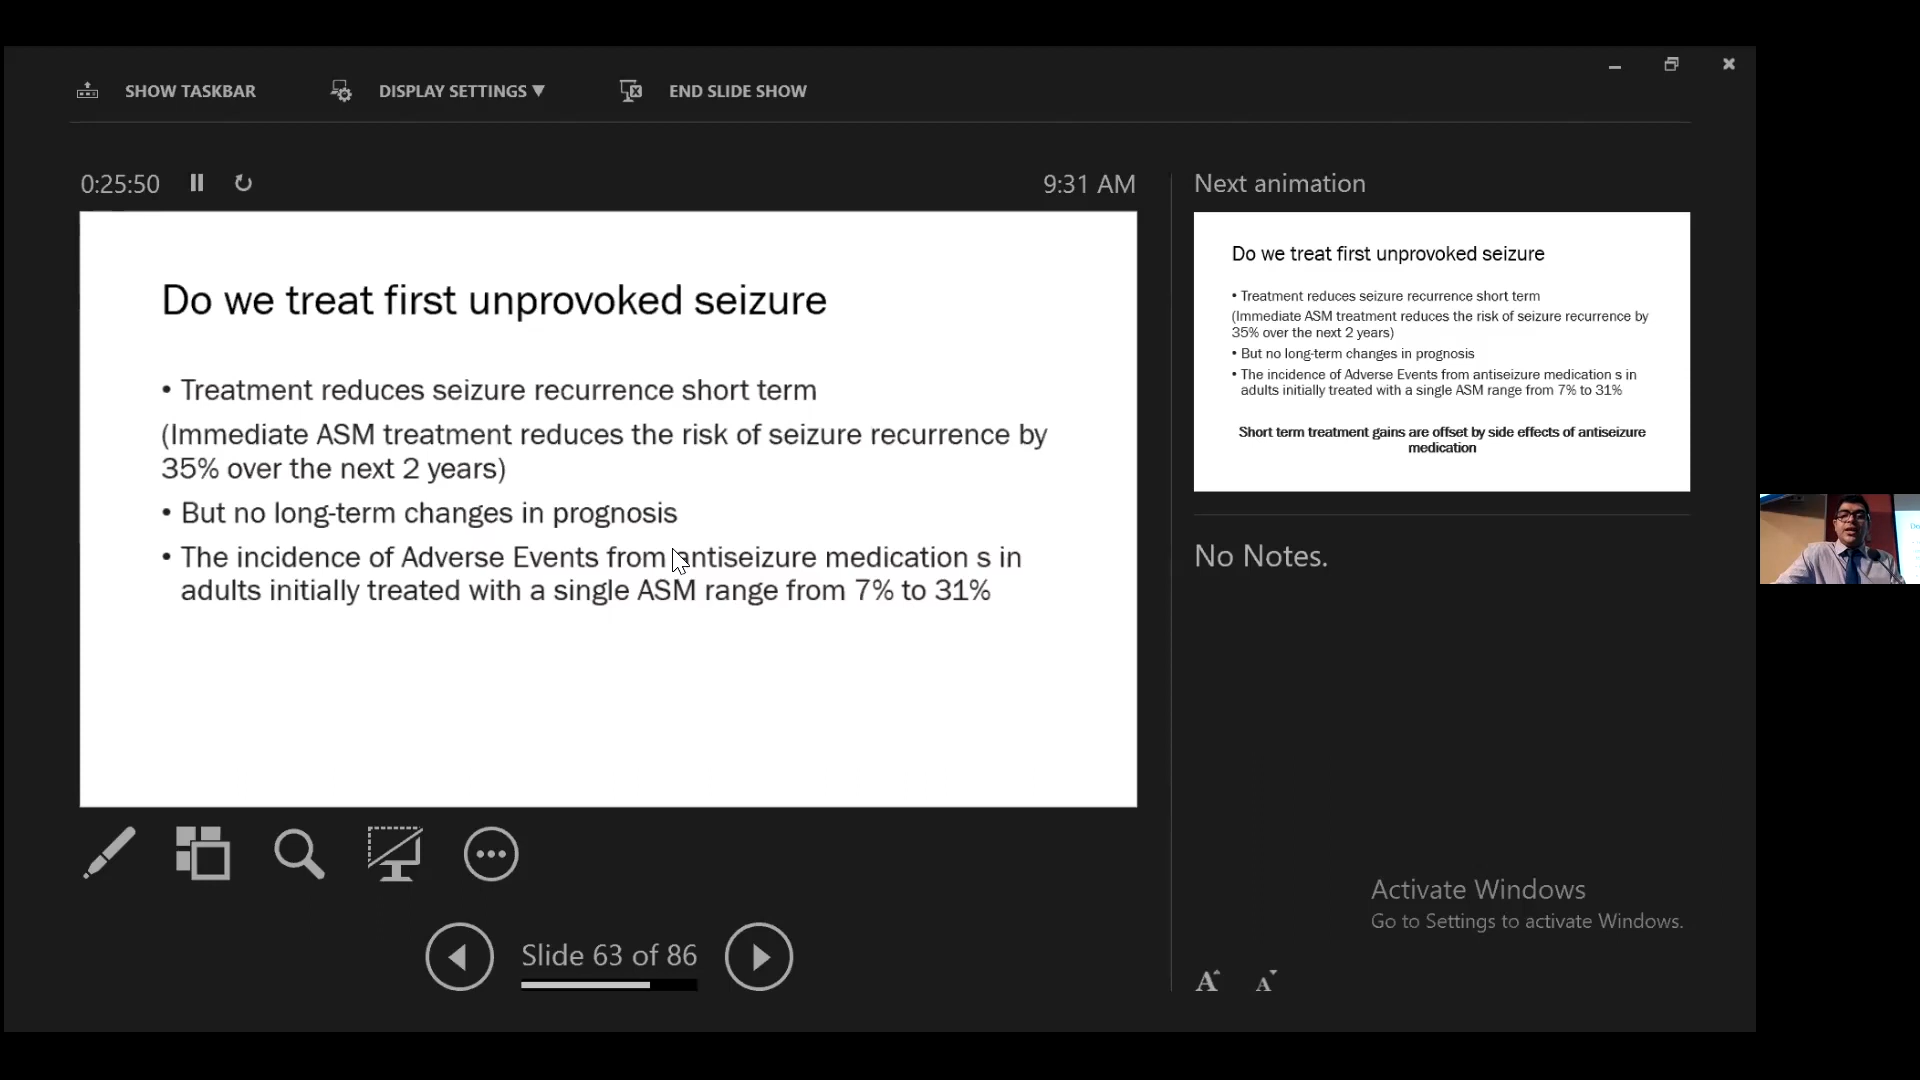 SHOW TASKBAR
DISPLAY SETTINGS ▼
END SLIDE SHOW
0:25:50
9:31 AM
Do we treat first unprovoked seizure
• Treatment reduces seizure recurrence short term
(Immediate ASM treatment reduces the risk of seizure recurrence by
35% over the next 2 years)
• But no long-term changes in prognosis
• The incidence of Adverse Events from antiseizure medication s in
adults initially treated with a single ASM range from 7% to 31%
Slide 63 of 86
Next animation
Do we treat first unprovoked seizure
• Treatment reduces seizure recurrence short term
(Immediate ASM treatment reduces the risk of seizure recurrence by
35% over the next 2 years)
• But no long-term changes in prognosis
• The incidence of Adverse Events from antiseizure medication s in
adults initially treated with a single ASM range from 7% to 31%
Short term treatment gains are offset by side effects of antiseizure
medication
No Notes.
Activate Windows
Go to Settings to activate Windows.
A A